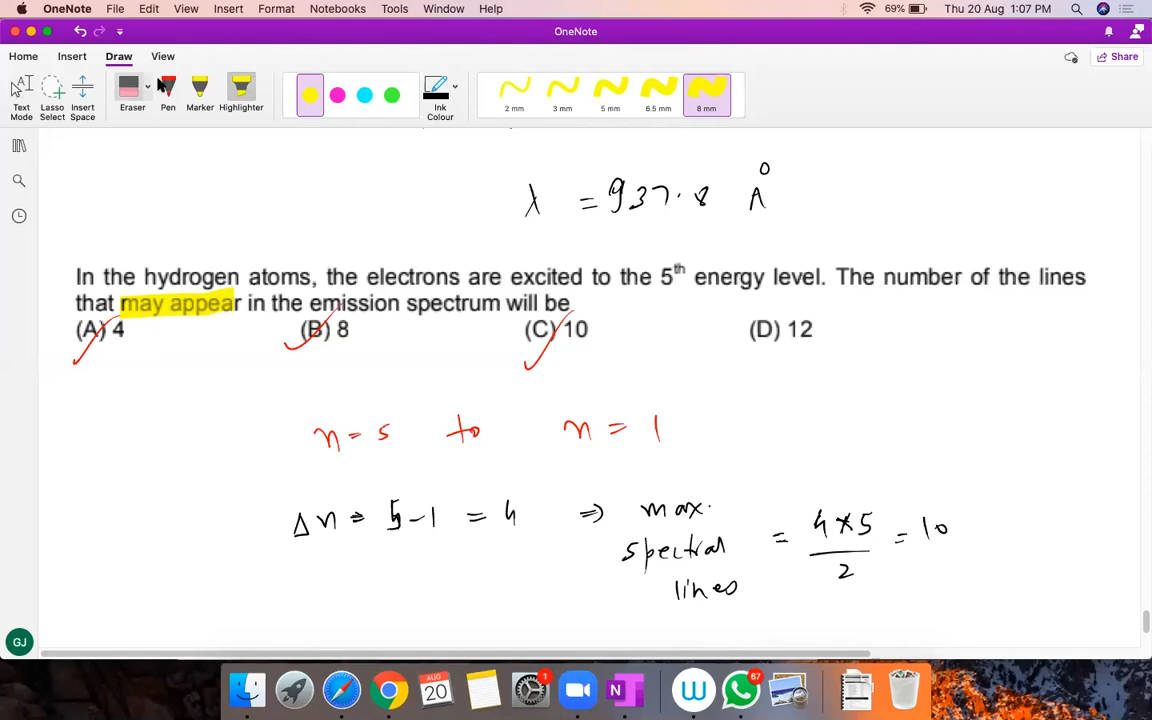 OneNote File Edit View Insert Format Notebooks Tools Window Help 69% Thu 20 Aug 1:07 PM
OneNote
Home Insert Draw View Share
Text Mode Lasso Select Insert Space Eraser Pen Marker Highlighter Ink Colour 2 mm 3 mm 5 mm 6.5 mm 8 mm
λ = 937.8 A°
In the hydrogen atoms, the electrons are excited to the 5th energy level. The number of the lines
that may appear in the emission spectrum will be
(A) 4 (B) 8 (C) 10 (D) 12
n = 5 to n = 1
Δn = 5 - 1 = 4 ⇒ max. spectral lines = 4 * 5 / 2 = 10
GJ
AUG 20 1 N W 67